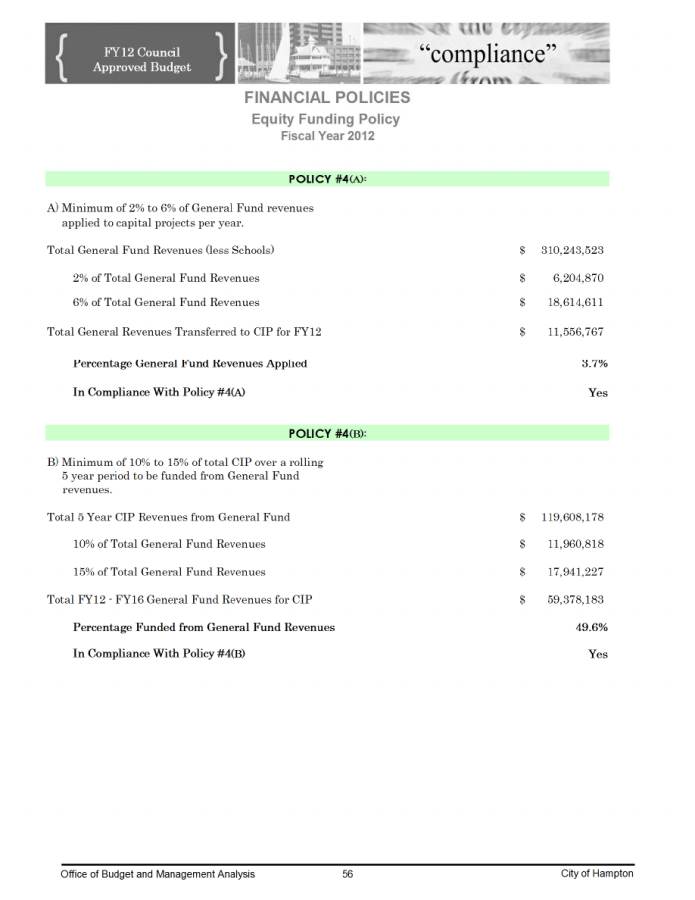 FY12 Council
Approved Budget
“compliance”
FINANCIAL POLICIES
Equity Funding Policy
Fiscal Year 2012
POLICY #4(A):
A) Minimum of 2% to 6% of General Fund revenues
applied to capital projects per year.
Total General Fund Revenues (less Schools) $ 310,243,523
2% of Total General Fund Revenues $ 6,204,870
6% of Total General Fund Revenues $ 18,614,611
Total General Revenues Transferred to CIP for FY12 $ 11,556,767
Percentage General Fund Revenues Applied 3.7%
In Compliance With Policy #4(A) Yes
POLICY #4(B):
B) Minimum of 10% to 15% of total CIP over a rolling
5 year period to be funded from General Fund
revenues.
Total 5 Year CIP Revenues from General Fund $ 119,608,178
10% of Total General Fund Revenues $ 11,960,818
15% of Total General Fund Revenues $ 17,941,227
Total FY12 - FY16 General Fund Revenues for CIP $ 59,378,183
Percentage Funded from General Fund Revenues 49.6%
In Compliance With Policy #4(B) Yes
Office of Budget and Management Analysis 56 City of Hampton